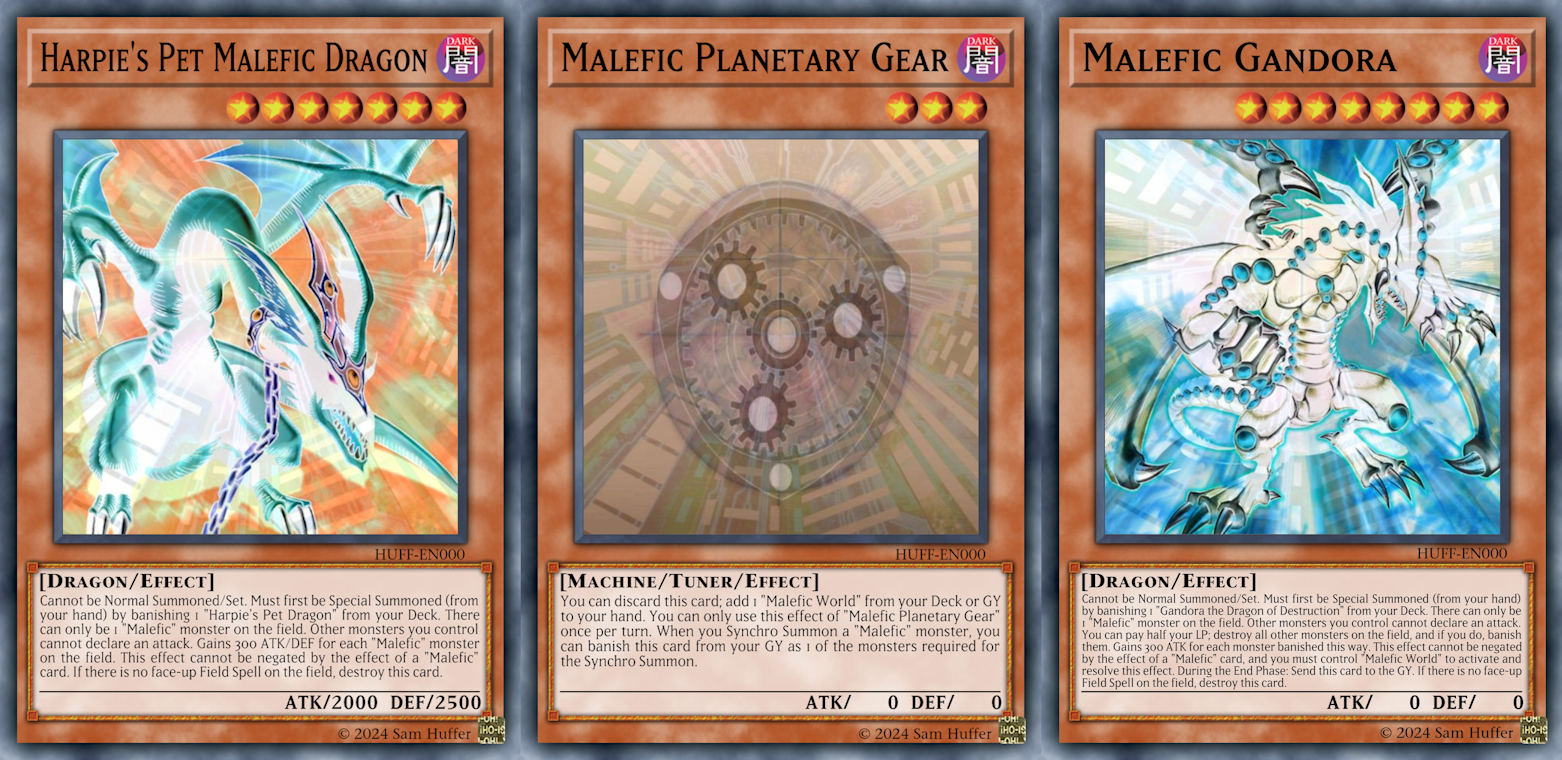 HARPIE'S PET MALEFIC DRAGON
DARK
闇
HUFF-EN000
[DRAGON/EFFECT]
Cannot be Normal Summoned/Set. Must first be Special Summoned (from
your hand) by banishing 1 "Harpie's Pet Dragon" from your Deck. There
can only be 1 "Malefic" monster on the field. Other monsters you control
cannot declare an attack. Gains 300 ATK/DEF for each "Malefic" monster
on the field. This effect cannot be negated by the effect of a "Malefic"
card. If there is no face-up Field Spell on the field, destroy this card.
ATK/2000 DEF/2500
© 2024 Sam Huffer
MALEFIC PLANETARY GEAR
DARK
闇
HUFF-EN000
[MACHINE/TUNER/EFFECT]
You can discard this card; add 1 "Malefic World" from your Deck or GY
to your hand. You can only use this effect of "Malefic Planetary Gear"
once per turn. When you Synchro Summon a "Malefic" monster, you
can banish this card from your GY as 1 of the monsters required for
the Synchro Summon.
ATK/ 0 DEF/ 0
© 2024 Sam Huffer
MALEFIC GANDORA
DARK
闇
HUFF-EN000
[DRAGON/EFFECT]
Cannot be Normal Summoned/Set. Must first be Special Summoned (from your hand)
by banishing 1 "Gandora the Dragon of Destruction" from your Deck. There can only be
1 "Malefic" monster on the field. Other monsters you control cannot declare an attack.
You can pay half your LP; destroy all other monsters on the field, and if you do, banish
them. Gains 300 ATK for each monster banished this way. This effect cannot be negated
by the effect of a "Malefic" card, and you must control "Malefic World" to activate and
resolve this effect. During the End Phase: Send this card to the GY. If there is no face-up
Field Spell on the field, destroy this card.
ATK/ 0 DEF/ 0
© 2024 Sam Huffer